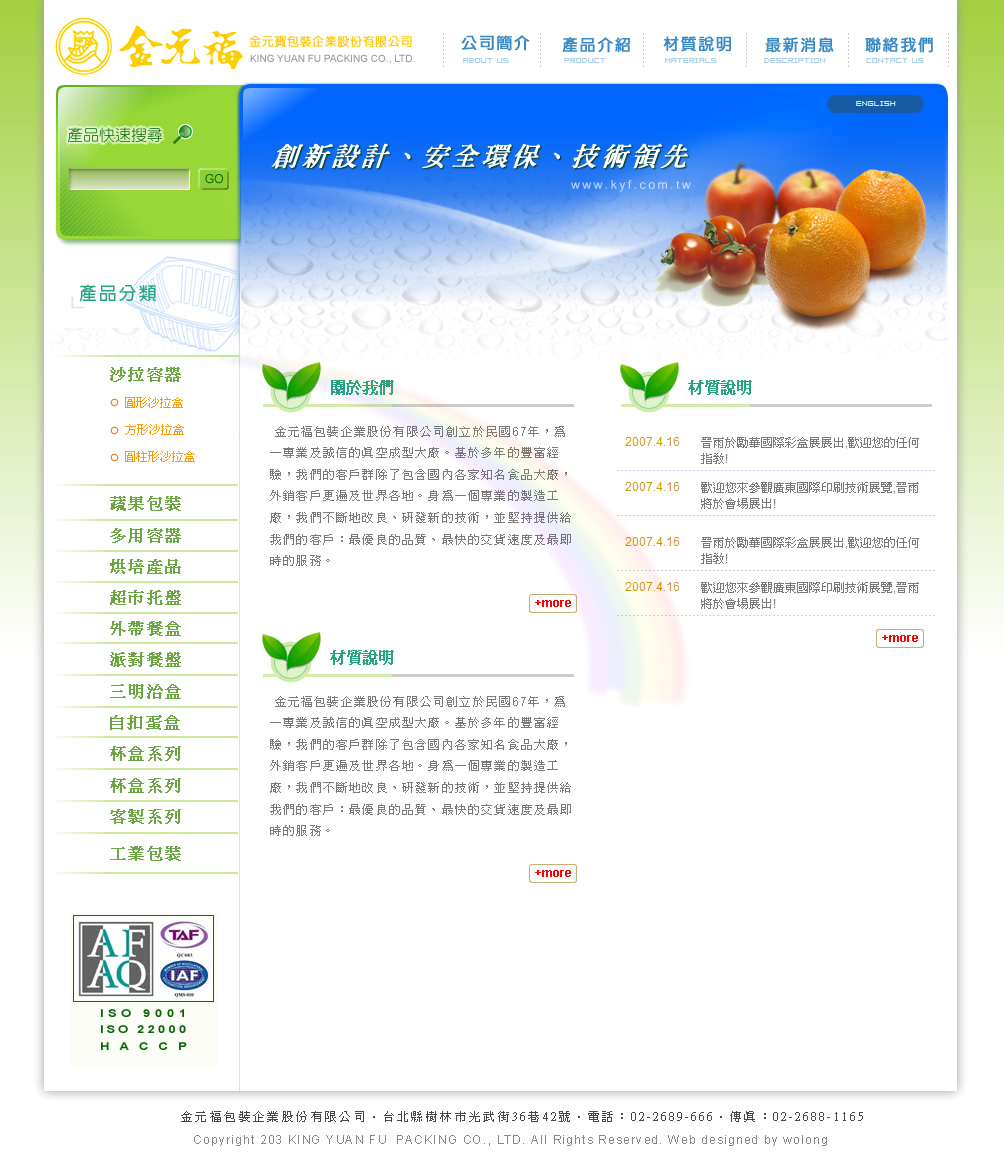 金元福
金元寶包裝企業股份有限公司
KING YUAN FU PACKING CO., LTD.
公司簡介
ABOUT US
產品介紹
PRODUCT
材質說明
MATERIALS
最新消息
DESCRIPTION
聯絡我們
CONTACT US
ENGLISH
產品快速搜尋
GO
創新設計、安全環保、技術領先
www.kyf.com.tw
產品分類
沙拉容器
圓形沙拉盒
方形沙拉盒
圓柱形沙拉盒
蔬果包裝
多用容器
烘培產品
超市托盤
外帶餐盒
派對餐盤
三明治盒
自扣蛋盒
杯盒系列
杯盒系列
客製系列
工業包裝
AFAQ
TAF
QC 003
IAF
QMS 010
ISO 9001
ISO 22000
HACCP
關於我們
金元福包裝企業股份有限公司創立於民國67年，為
一專業及誠信的真空成型大廠。基於多年的豐富經
驗，我們的客戶群除了包含國內各家知名食品大廠，
外銷客戶更遍及世界各地。身為一個專業的製造工
廠，我們不斷地改良、研發新的技術，並堅持提供給
我們的客戶：最優良的品質、最快的交貨速度及最即
時的服務。
+more
材質說明
金元福包裝企業股份有限公司創立於民國67年，為
一專業及誠信的真空成型大廠。基於多年的豐富經
驗，我們的客戶群除了包含國內各家知名食品大廠，
外銷客戶更遍及世界各地。身為一個專業的製造工
廠，我們不斷地改良、研發新的技術，並堅持提供給
我們的客戶：最優良的品質、最快的交貨速度及最即
時的服務。
+more
材質說明
2007.4.16 晉雨於勵華國際彩盒展展出,歡迎您的任何
指教!
2007.4.16 歡迎您來參觀廣東國際印刷技術展覽,晉雨
將於會場展出!
2007.4.16 晉雨於勵華國際彩盒展展出,歡迎您的任何
指教!
2007.4.16 歡迎您來參觀廣東國際印刷技術展覽,晉雨
將於會場展出!
+more
金元福包裝企業股份有限公司．台北縣樹林市光武街36巷42號．電話：02-2689-666．傳真：02-2688-1165
Copyright 203 KING YUAN FU PACKING CO., LTD. All Rights Reserved. Web designed by wolong